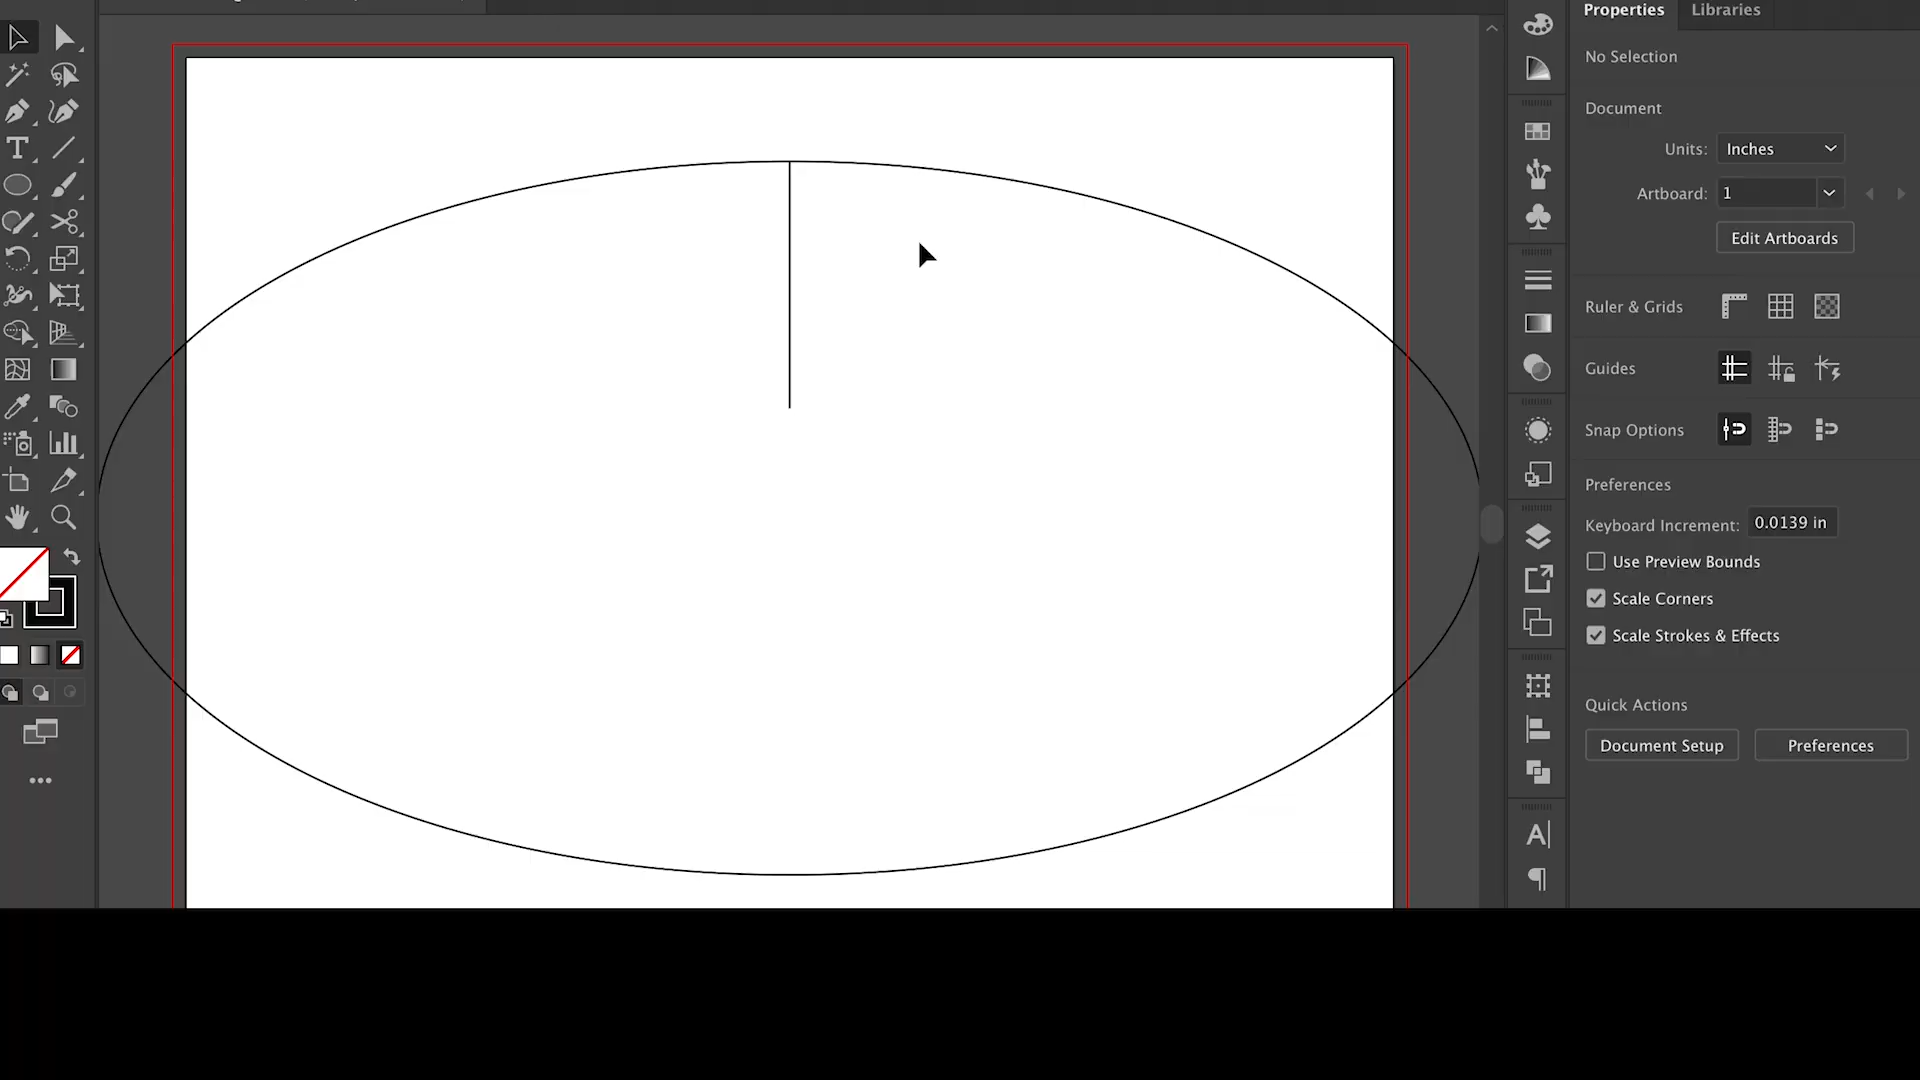 Properties Libraries
No Selection
Document
Units: Inches
Artboard: 1
Edit Artboards
Ruler & Grids
Guides
Snap Options
Preferences
Keyboard Increment: 0.0139 in
Use Preview Bounds
Scale Corners
Scale Strokes & Effects
Quick Actions
Document Setup Preferences